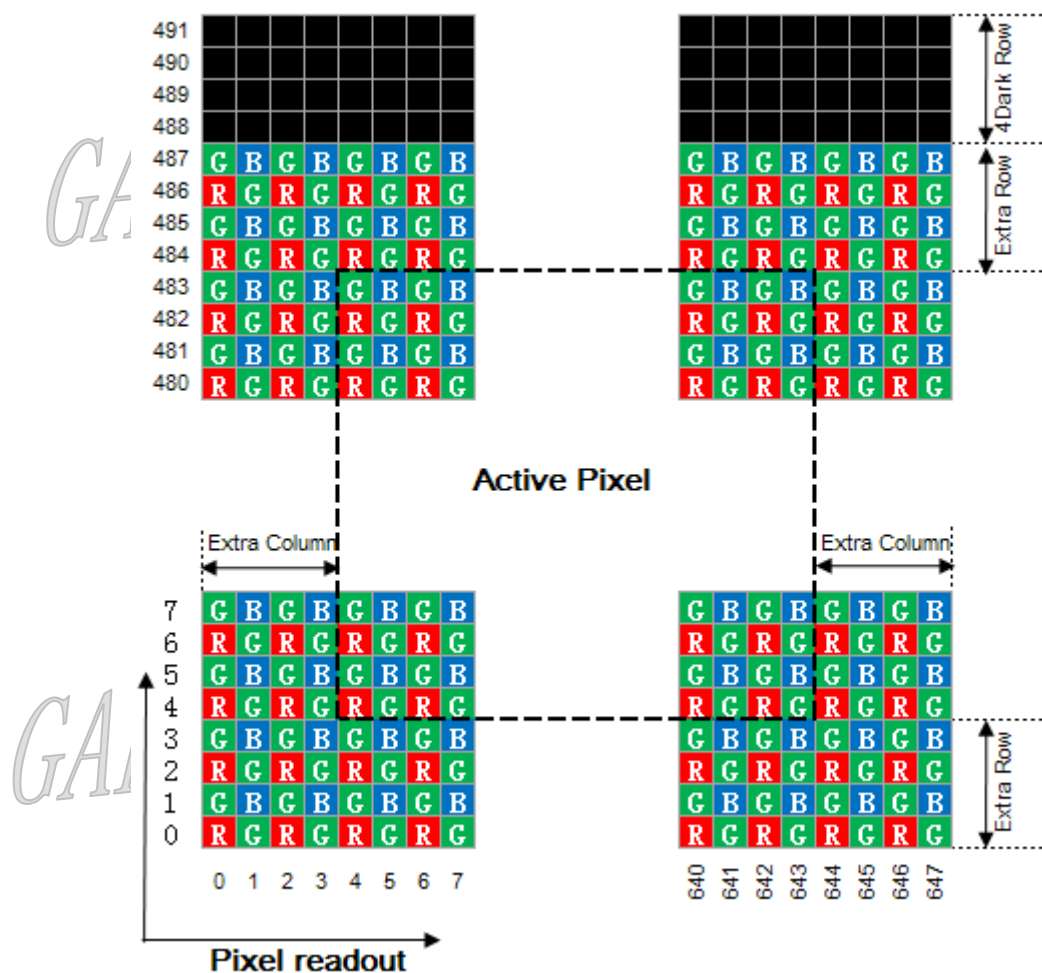 491
490
489
488
487 G B G B G B G B G B G B G B G B
486 R G R G R G R G R G R G R G R G
485 G B G B G B G B G B G B G B G B
484 R G R G R G R G R G R G R G R G
483 G B G B G B G B G B G B G B G B
482 R G R G R G R G R G R G R G R G
481 G B G B G B G B G B G B G B G B
480 R G R G R G R G R G R G R G R G
4Dark Row
Extra Row
Active Pixel
Extra Column Extra Column
7 G B G B G B G B G B G B G B G B
6 R G R G R G R G R G R G R G R G
5 G B G B G B G B G B G B G B G B
4 R G R G R G R G R G R G R G R G
3 G B G B G B G B G B G B G B G B
2 R G R G R G R G R G R G R G R G
1 G B G B G B G B G B G B G B G B
0 R G R G R G R G R G R G R G R G
Extra Row
0 1 2 3 4 5 6 7 640 641 642 643 644 645 646 647
Pixel readout